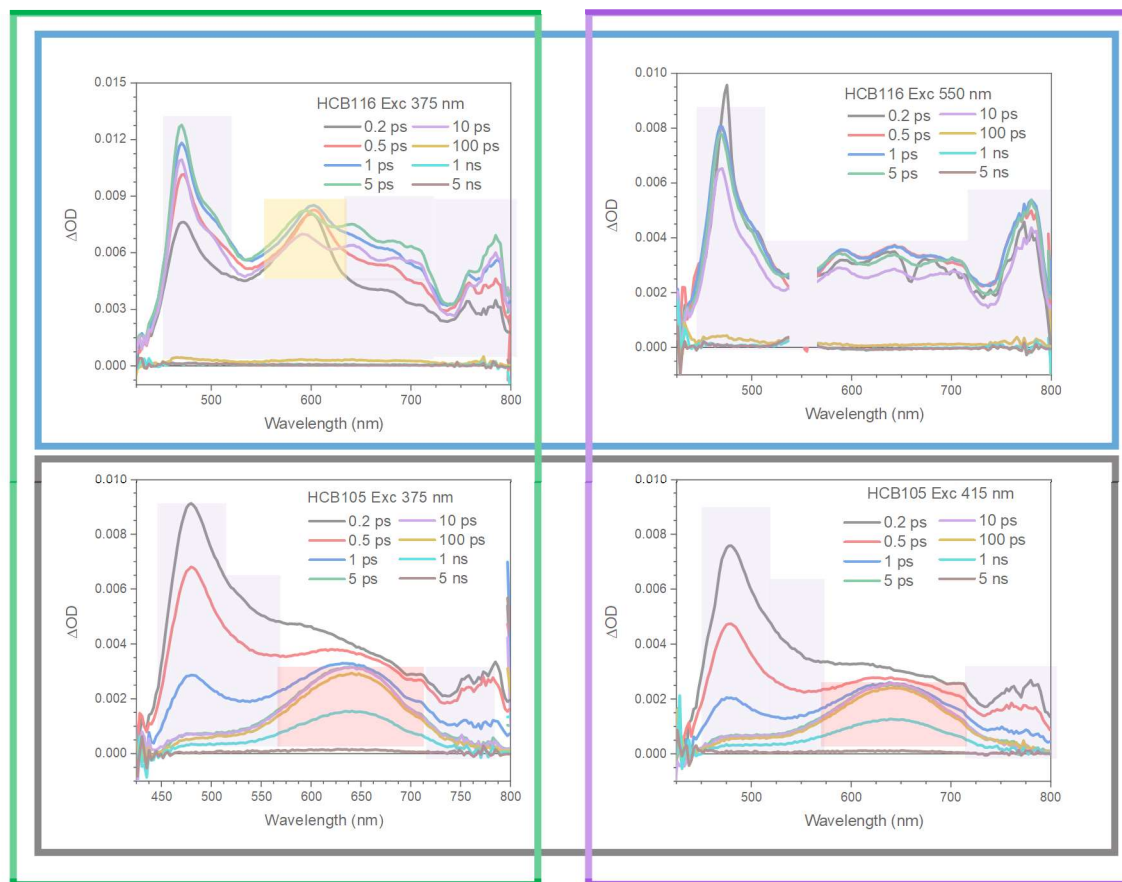 HCB116 Exc 375 nm
0.2 ps
10 ps
0.5 ps
100 ps
1 ps
1 ns
5 ps
5 ns
0.015
0.012
0.009
0.006
0.003
0.000
ΔOD
500
600
700
800
Wavelength (nm)
HCB116 Exc 550 nm
0.2 ps
10 ps
0.5 ps
100 ps
1 ps
1 ns
5 ps
5 ns
0.010
0.008
0.006
0.004
0.002
0.000
ΔOD
500
600
700
800
Wavelength (nm)
HCB105 Exc 375 nm
0.2 ps
10 ps
0.5 ps
100 ps
1 ps
1 ns
5 ps
5 ns
0.010
0.008
0.006
0.004
0.002
0.000
ΔOD
450
500
550
600
650
700
750
800
Wavelength (nm)
HCB105 Exc 415 nm
0.2 ps
10 ps
0.5 ps
100 ps
1 ps
1 ns
5 ps
5 ns
0.010
0.008
0.006
0.004
0.002
0.000
ΔOD
500
600
700
800
Wavelength (nm)